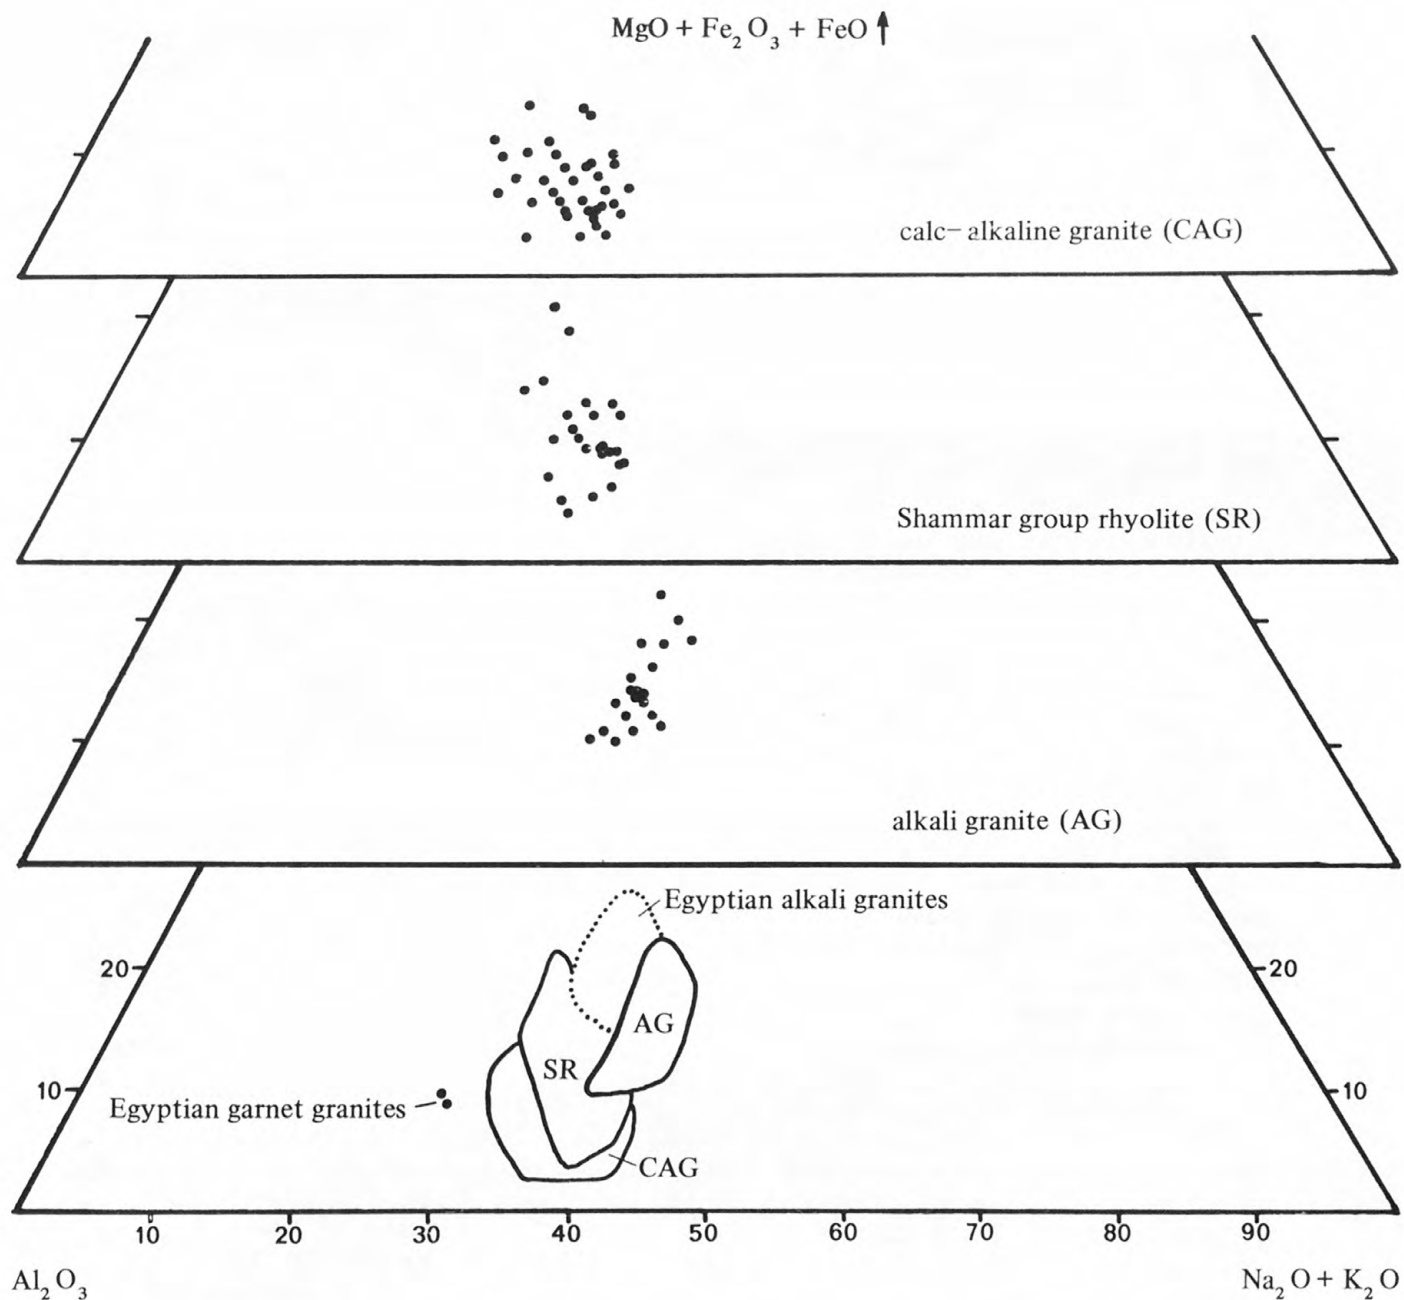 MgO + Fe₂O₃ + FeO ↑
calc-alkaline granite (CAG)
Shammar group rhyolite (SR)
alkali granite (AG)
Egyptian alkali granites
20 20
AG
SR
10 10
Egyptian garnet granites
CAG
10 20 30 40 50 60 70 80 90
Al₂O₃ Na₂O + K₂O